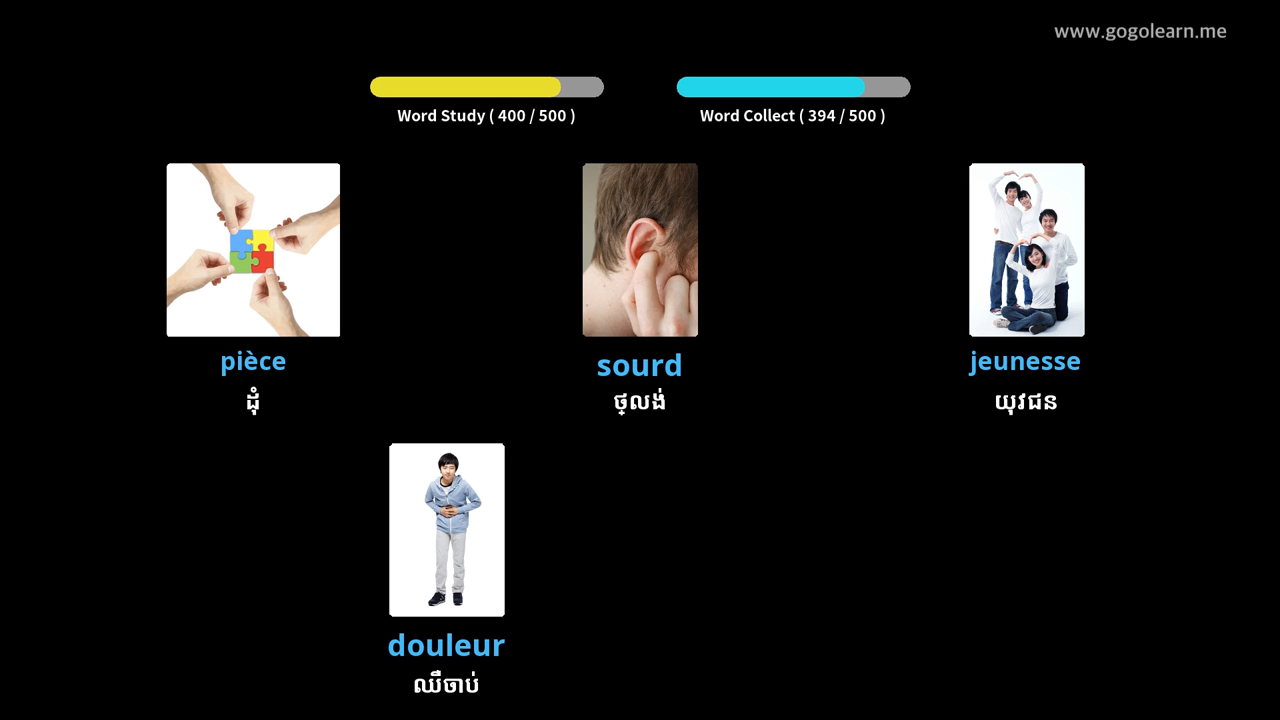 www.gogolearn.me
Word Study ( 400 / 500 )
Word Collect ( 394 / 500 )
pièce
ដុំ
sourd
ថ្លង់
jeunesse
យុវជន
douleur
ឈឺចាប់